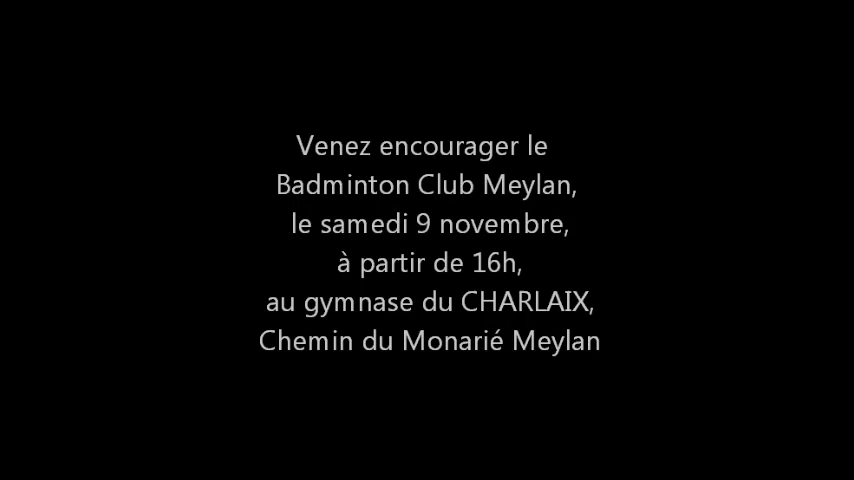 Venez encourager le
Badminton Club Meylan,
le samedi 9 novembre,
à partir de 16h,
au gymnase du CHARLAIX,
Chemin du Monarié Meylan